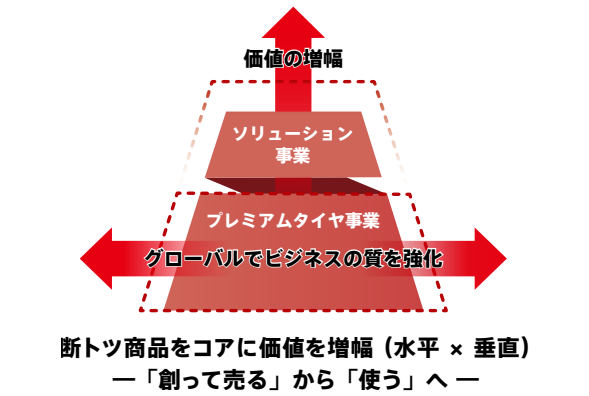 価値の増幅
ソリューション
事業
プレミアムタイヤ事業
グローバルでビジネスの質を強化
断トツ商品をコアに価値を増幅（水平 × 垂直）
―「創って売る」から「使う」へ ―